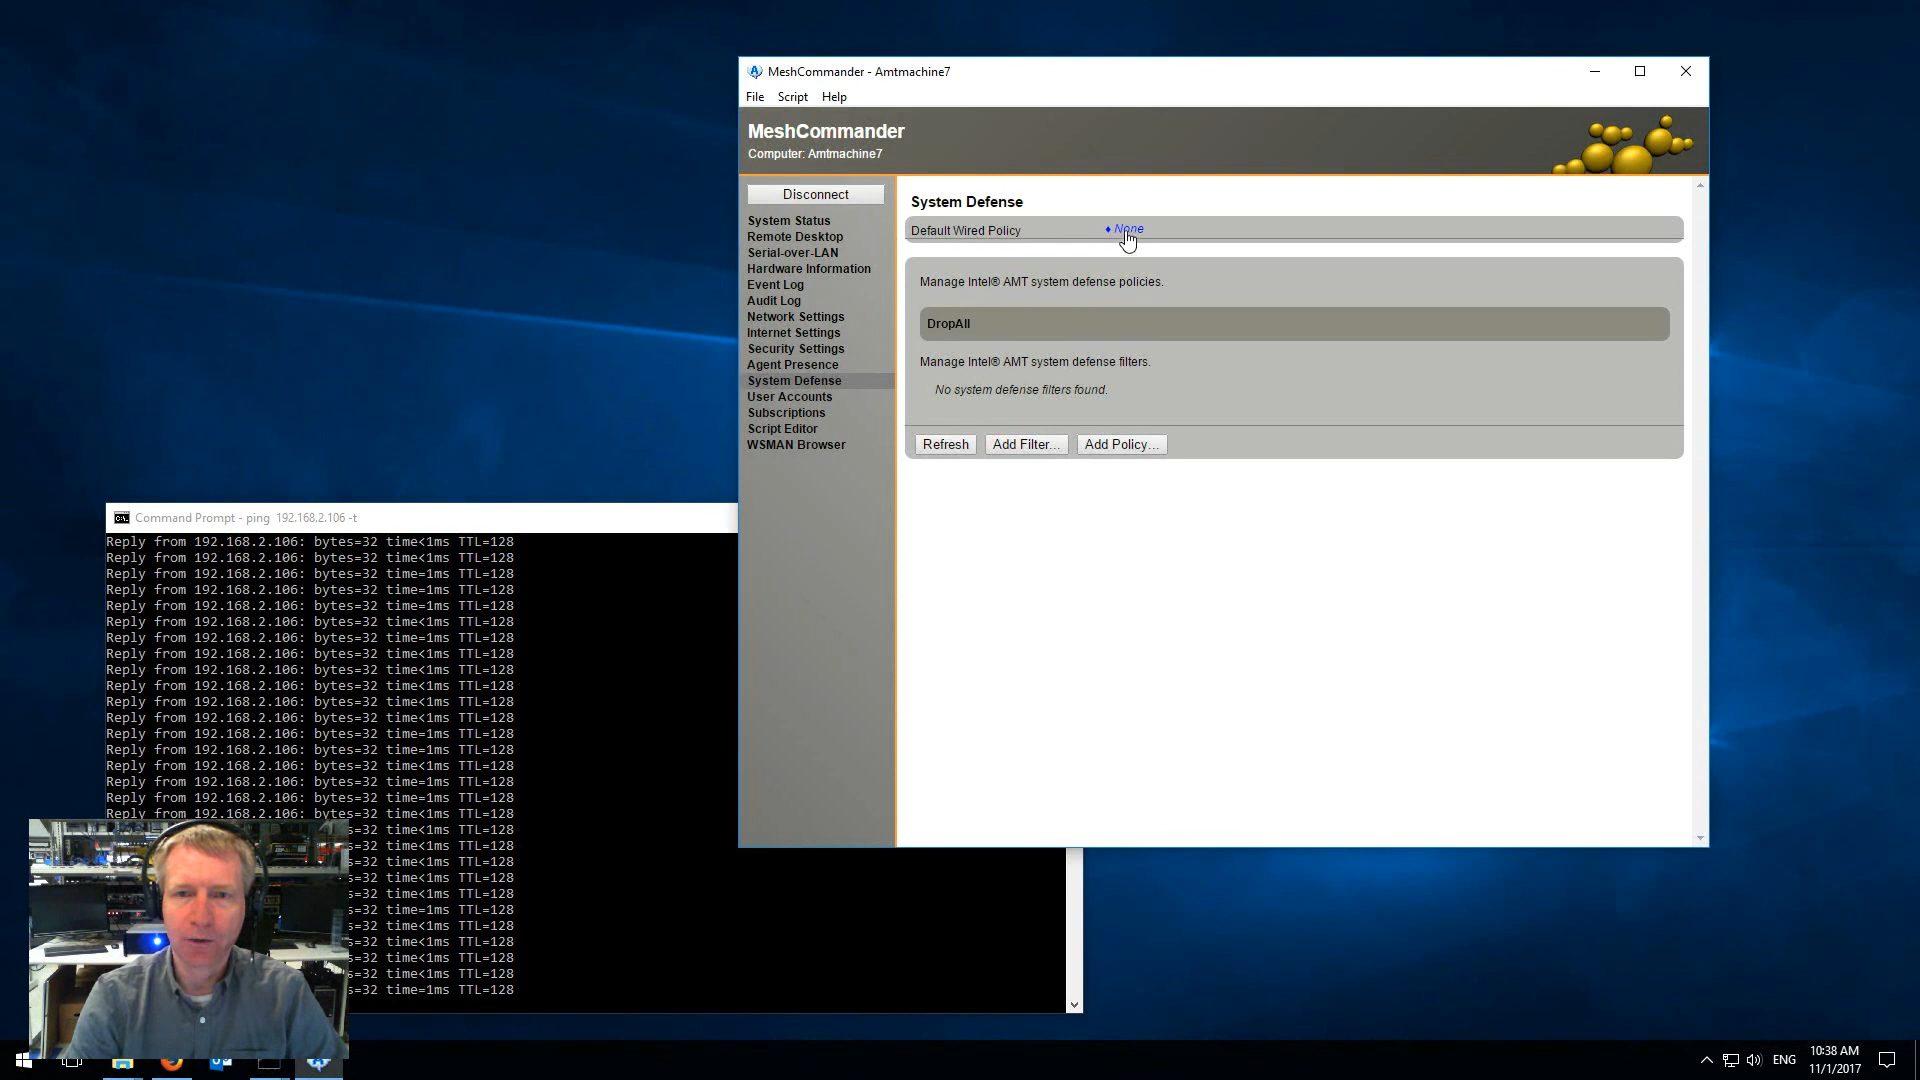 MeshCommander - Amtmachine7
File Script Help
MeshCommander
Computer: Amtmachine7
Disconnect
System Status
Remote Desktop
Serial-over-LAN
Hardware Information
Event Log
Audit Log
Network Settings
Internet Settings
Security Settings
Agent Presence
System Defense
User Accounts
Subscriptions
Script Editor
WSMAN Browser
System Defense
Default Wired Policy
None
Manage Intel® AMT system defense policies.
DropAll
Manage Intel® AMT system defense filters.
No system defense filters found.
Refresh Add Filter... Add Policy...
Command Prompt - ping 192.168.2.106 -t
Reply from 192.168.2.106: bytes=32 time<1ms TTL=128
Reply from 192.168.2.106: bytes=32 time<1ms TTL=128
Reply from 192.168.2.106: bytes=32 time=1ms TTL=128
Reply from 192.168.2.106: bytes=32 time<1ms TTL=128
Reply from 192.168.2.106: bytes=32 time=1ms TTL=128
Reply from 192.168.2.106: bytes=32 time<1ms TTL=128
Reply from 192.168.2.106: bytes=32 time=1ms TTL=128
Reply from 192.168.2.106: bytes=32 time<1ms TTL=128
Reply from 192.168.2.106: bytes=32 time=1ms TTL=128
Reply from 192.168.2.106: bytes=32 time<1ms TTL=128
Reply from 192.168.2.106: bytes=32 time<1ms TTL=128
Reply from 192.168.2.106: bytes=32 time<1ms TTL=128
Reply from 192.168.2.106: bytes=32 time=1ms TTL=128
Reply from 192.168.2.106: bytes=32 time=1ms TTL=128
Reply from 192.168.2.106: bytes=32 time<1ms TTL=128
Reply from 192.168.2.106: bytes=32 time=1ms TTL=128
Reply from 192.168.2.106: bytes=32 time=1ms TTL=128
Reply from 192.168.2.106: bytes=32 time<1ms TTL=128
s=32 time=1ms TTL=128
s=32 time<1ms TTL=128
s=32 time<1ms TTL=128
s=32 time<1ms TTL=128
s=32 time=1ms TTL=128
s=32 time=1ms TTL=128
s=32 time<1ms TTL=128
s=32 time<1ms TTL=128
s=32 time<1ms TTL=128
s=32 time<1ms TTL=128
s=32 time=1ms TTL=128
ENG
10:38 AM
11/1/2017